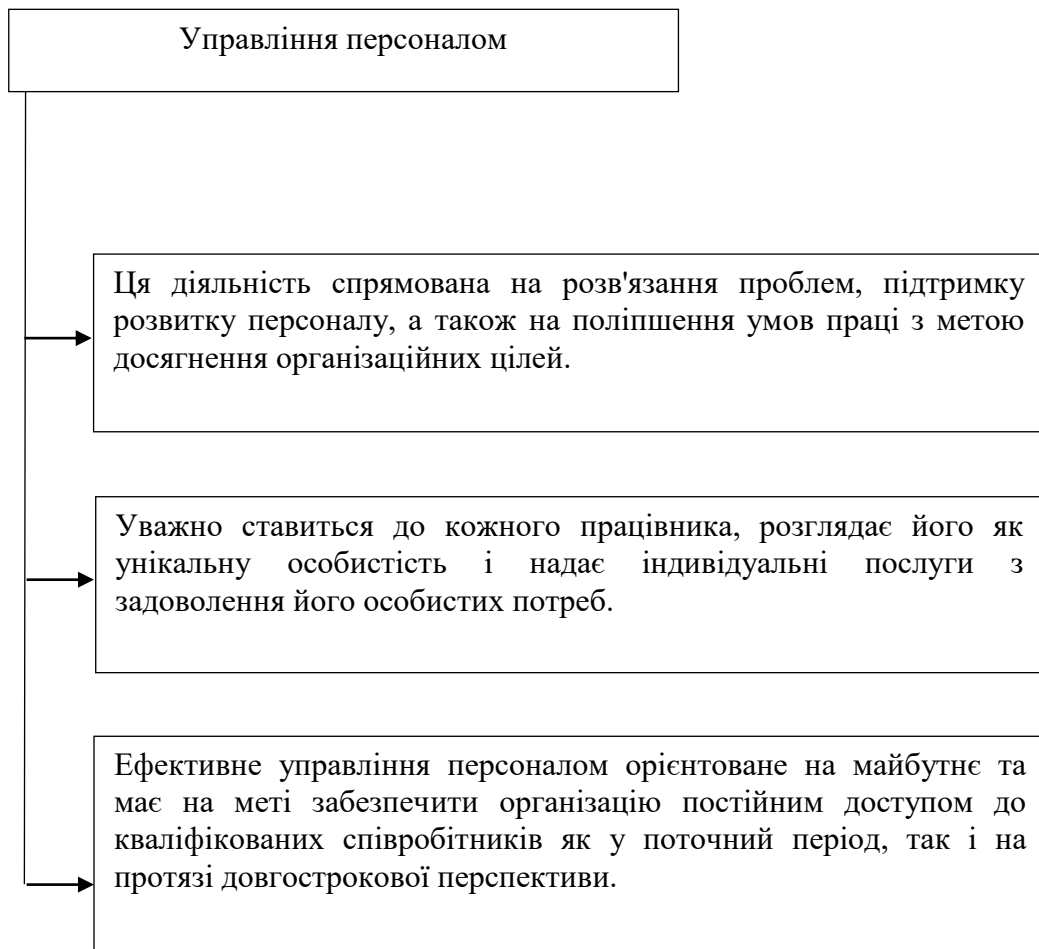 Управління персоналом
Ця діяльність спрямована на розв'язання проблем, підтримку
розвитку персоналу, а також на поліпшення умов праці з метою
досягнення організаційних цілей.
Уважно ставиться до кожного працівника, розглядає його як
унікальну особистість і надає індивідуальні послуги з
задоволення його особистих потреб.
Ефективне управління персоналом орієнтоване на майбутнє та
має на меті забезпечити організацію постійним доступом до
кваліфікованих співробітників як у поточний період, так і на
протязі довгострокової перспективи.